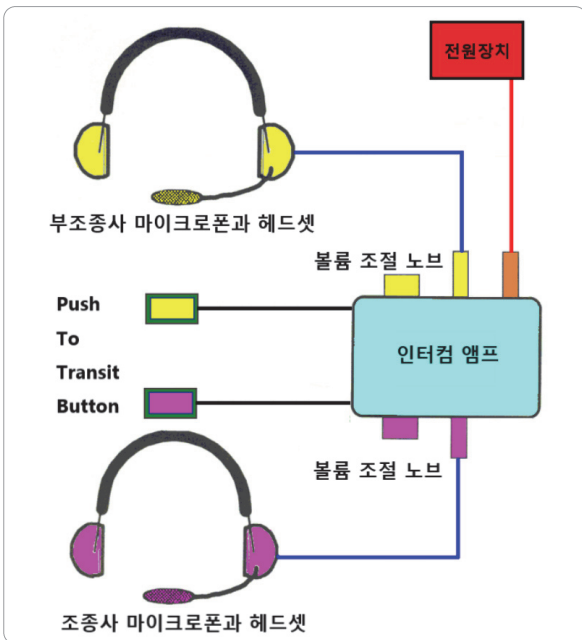 전원장치
부조종사 마이크로폰과 헤드셋
볼륨 조절 노브
Push
To
Transit
Button
인터컴 앰프
볼륨 조절 노브
조종사 마이크로폰과 헤드셋